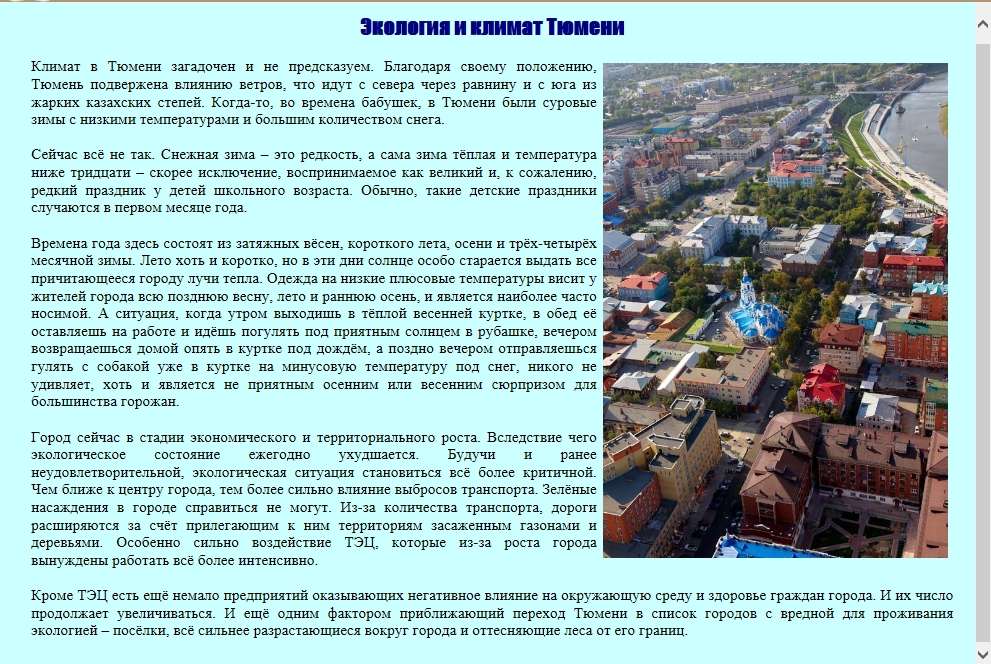 Экология и климат Тюмени
Климат в Тюмени загадочен и не предсказуем. Благодаря своему положению,
Тюмень подвержена влиянию ветров, что идут с севера через равнину и с юга из
жарких казахских степей. Когда-то, во времена бабушек, в Тюмени были суровые
зимы с низкими температурами и большим количеством снега.
Сейчас всё не так. Снежная зима – это редкость, а сама зима тёплая и температура
ниже тридцати – скорее исключение, воспринимаемое как великий и, к сожалению,
редкий праздник у детей школьного возраста. Обычно, такие детские праздники
случаются в первом месяце года.
Времена года здесь состоят из затяжных вёсен, короткого лета, осени и трёх-четырёх
месячной зимы. Лето хоть и коротко, но в эти дни солнце особо старается выдать все
причитающееся городу лучи тепла. Одежда на низкие плюсовые температуры висит у
жителей города всю позднюю весну, лето и раннюю осень, и является наиболее часто
носимой. А ситуация, когда утром выходишь в тёплой весенней куртке, в обед её
оставляешь на работе и идёшь погулять под приятным солнцем в рубашке, вечером
возвращаешься домой опять в куртке под дождём, а поздно вечером отправляешься
гулять с собакой уже в куртке на минусовую температуру под снег, никого не
удивляет, хоть и является не приятным осенним или весенним сюрпризом для
большинства горожан.
Город сейчас в стадии экономического и территориального роста. Вследствие чего
экологическое состояние ежегодно ухудшается. Будучи и ранее
неудовлетворительной, экологическая ситуация становиться всё более критичной.
Чем ближе к центру города, тем более сильно влияние выбросов транспорта. Зелёные
насаждения в городе справиться не могут. Из-за количества транспорта, дороги
расширяются за счёт прилегающим к ним территориям засаженным газонами и
деревьями. Особенно сильно воздействие ТЭЦ, которые из-за роста города
вынуждены работать всё более интенсивно.
Кроме ТЭЦ есть ещё немало предприятий оказывающих негативное влияние на окружающую среду и здоровье граждан города. И их число
продолжает увеличиваться. И ещё одним фактором приближающий переход Тюмени в список городов с вредной для проживания
экологией – посёлки, всё сильнее разрастающиеся вокруг города и оттесняющие леса от его границ.